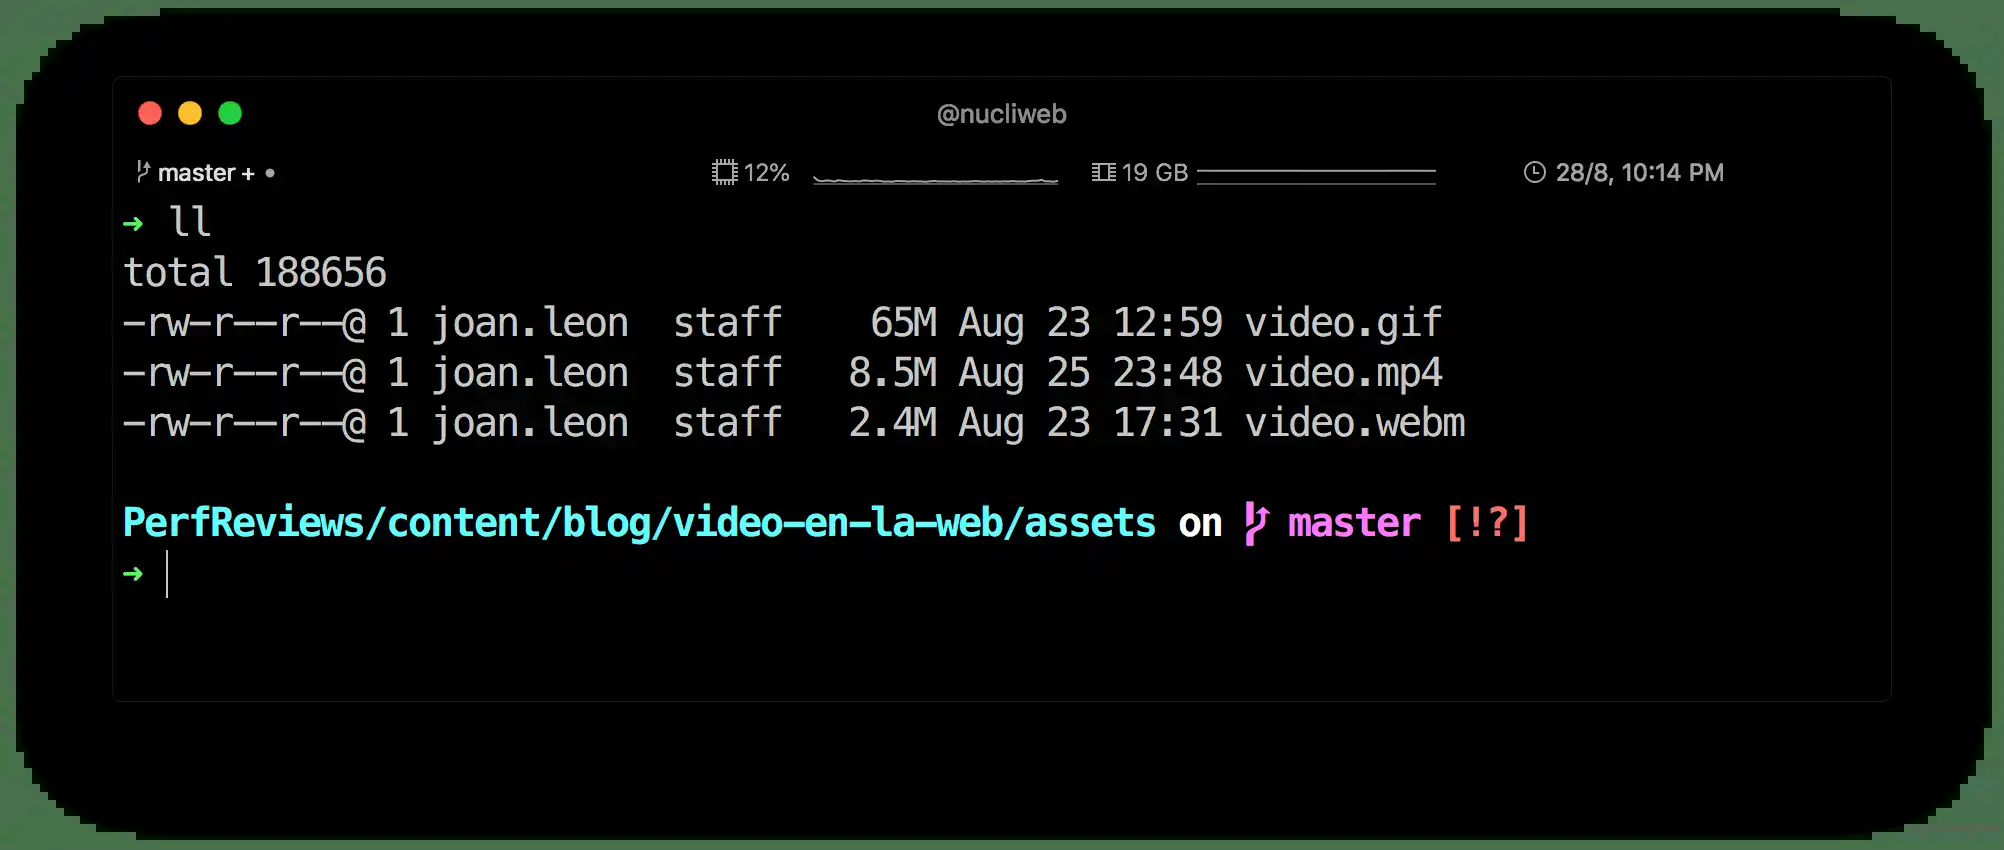 @nucliweb
master + • 12% 19 GB 28/8, 10:14 PM
➜ ll
total 188656
-rw-r--r--@ 1 joan.leon  staff    65M Aug 23 12:59 video.gif
-rw-r--r--@ 1 joan.leon  staff   8.5M Aug 25 23:48 video.mp4
-rw-r--r--@ 1 joan.leon  staff   2.4M Aug 23 17:31 video.webm
PerfReviews/content/blog/video-en-la-web/assets on master [!?]
➜